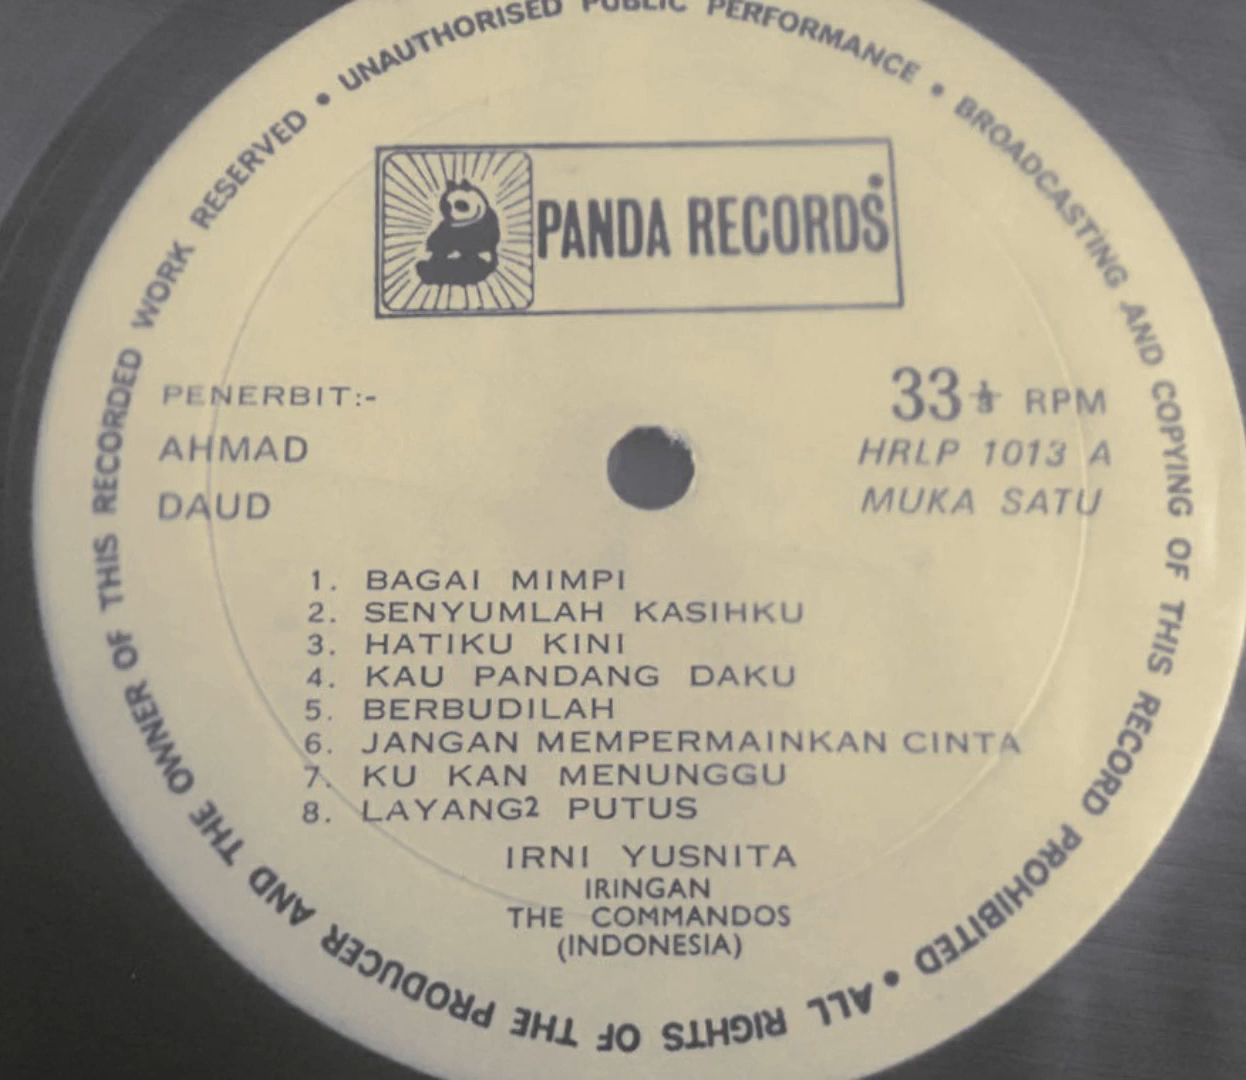 UNAUTHORISED PUBLIC PERFORMANCE • BROADCASTING AND COPYING OF THIS RECORD PROHIBITED • ALL RIGHTS OF THE PRODUCER AND THE OWNER OF THIS RECORDED WORK RESERVED •
PANDA RECORDS
PENERBIT:-
AHMAD
DAUD
33⅓ RPM
HRLP 1013 A
MUKA SATU
1. BAGAI MIMPI
2. SENYUMLAH KASIHKU
3. HATIKU KINI
4. KAU PANDANG DAKU
5. BERBUDILAH
6. JANGAN MEMPERMAINKAN CINTA
7. KU KAN MENUNGGU
8. LAYANG2 PUTUS
IRNI YUSNITA
IRINGAN
THE COMMANDOS
(INDONESIA)